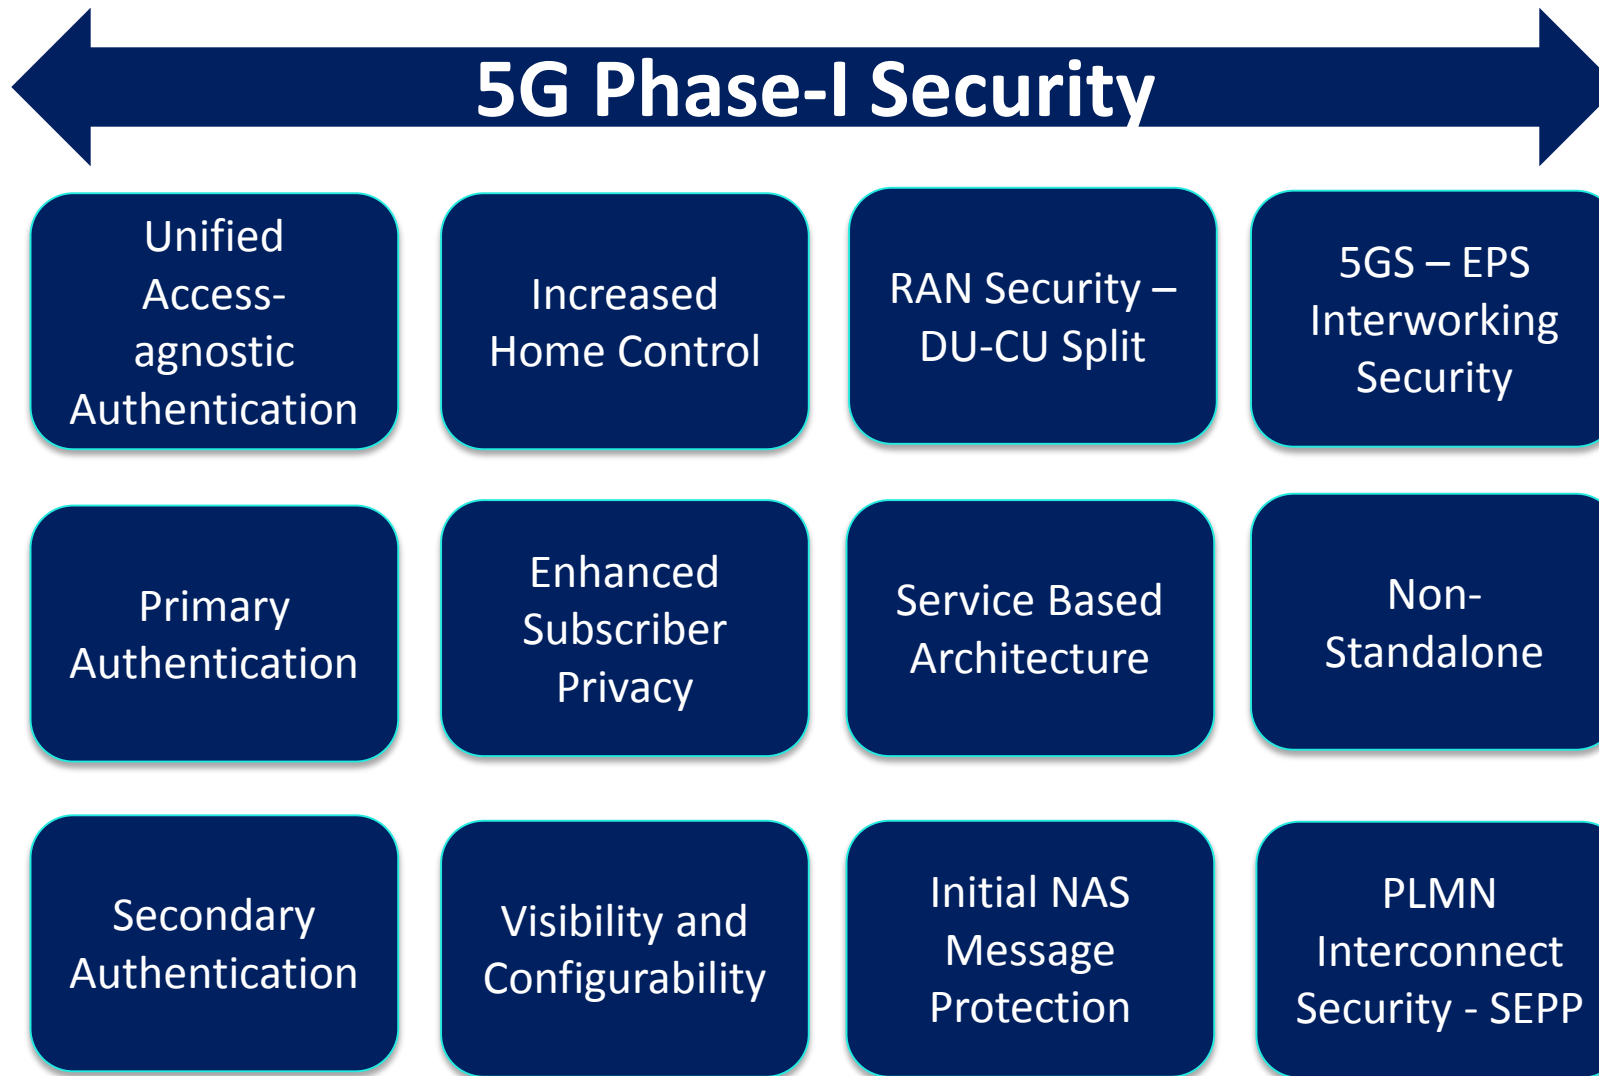 5G Phase-I Security
Unified
Access-
agnostic
Authentication
Increased
Home Control
RAN Security –
DU-CU Split
5GS – EPS
Interworking
Security
Primary
Authentication
Enhanced
Subscriber
Privacy
Service Based
Architecture
Non-
Standalone
Secondary
Authentication
Visibility and
Configurability
Initial NAS
Message
Protection
PLMN
Interconnect
Security - SEPP